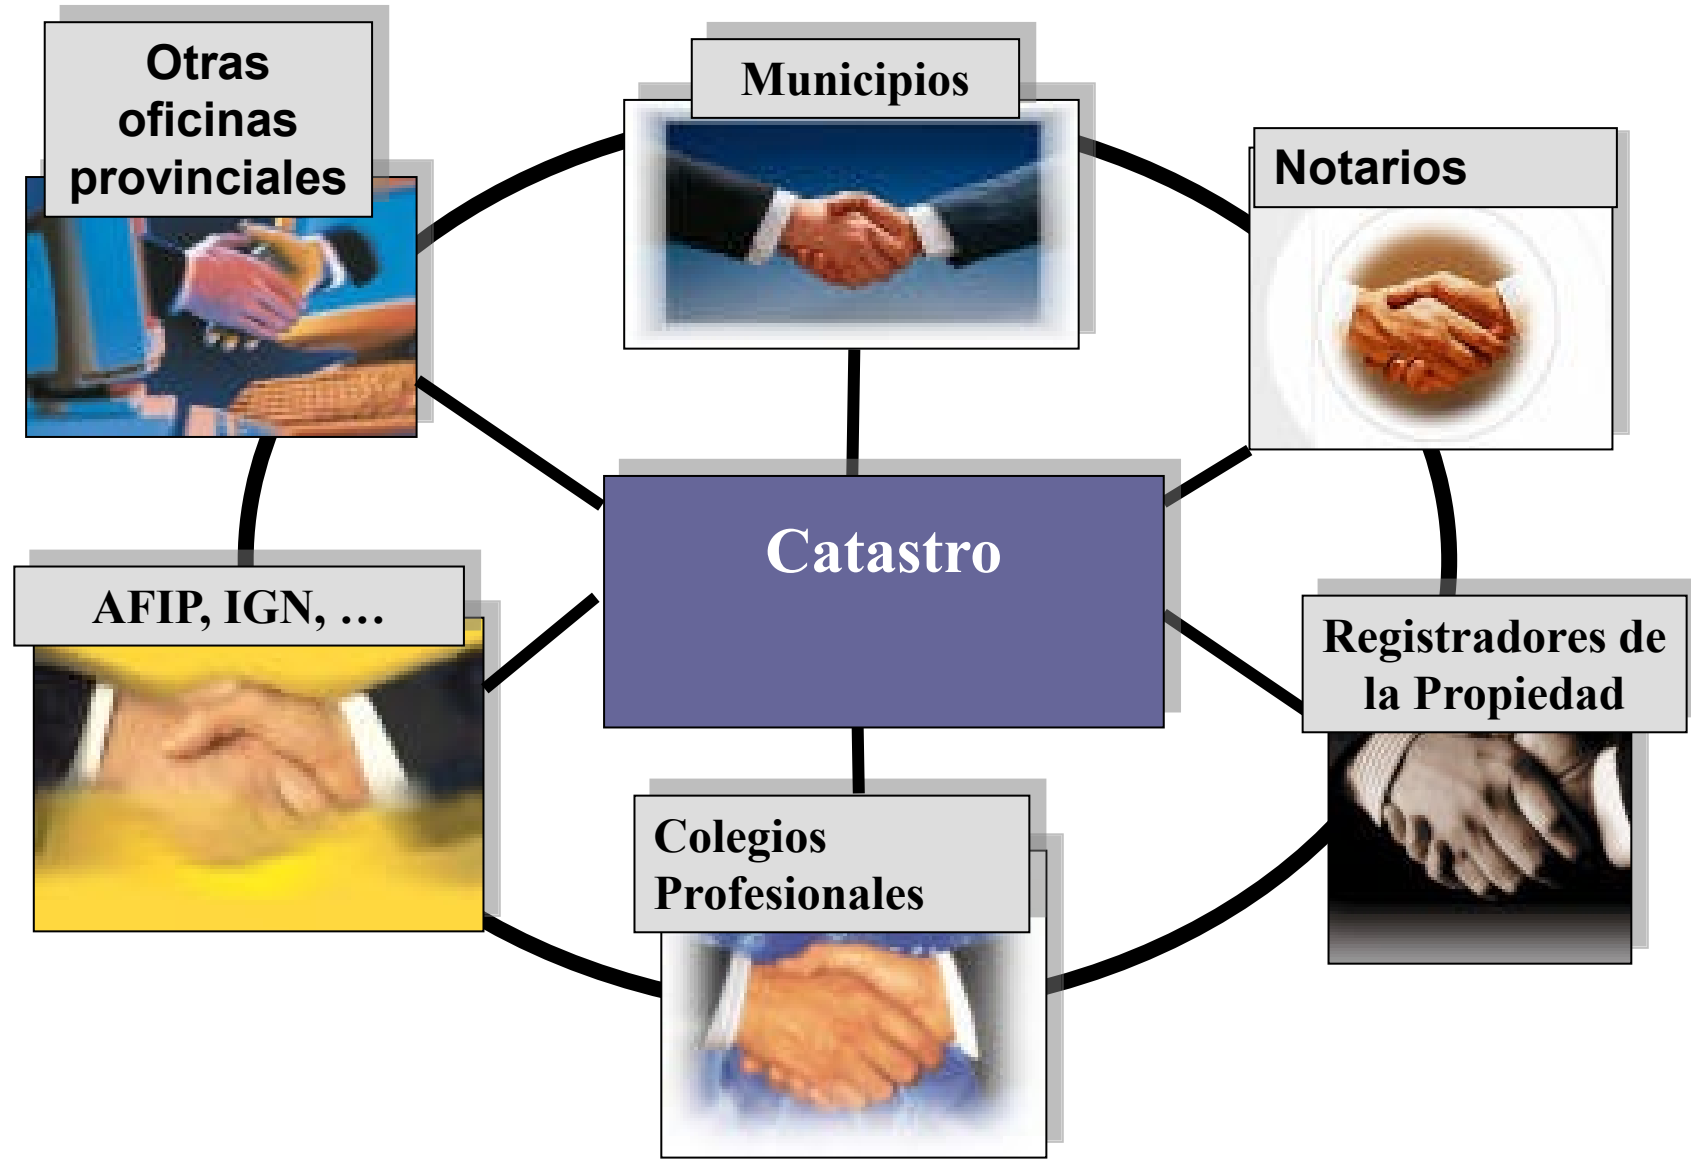 Otras
oficinas
provinciales
Municipios
Notarios
Catastro
AFIP, IGN, …
Registradores de
la Propiedad
Colegios
Profesionales